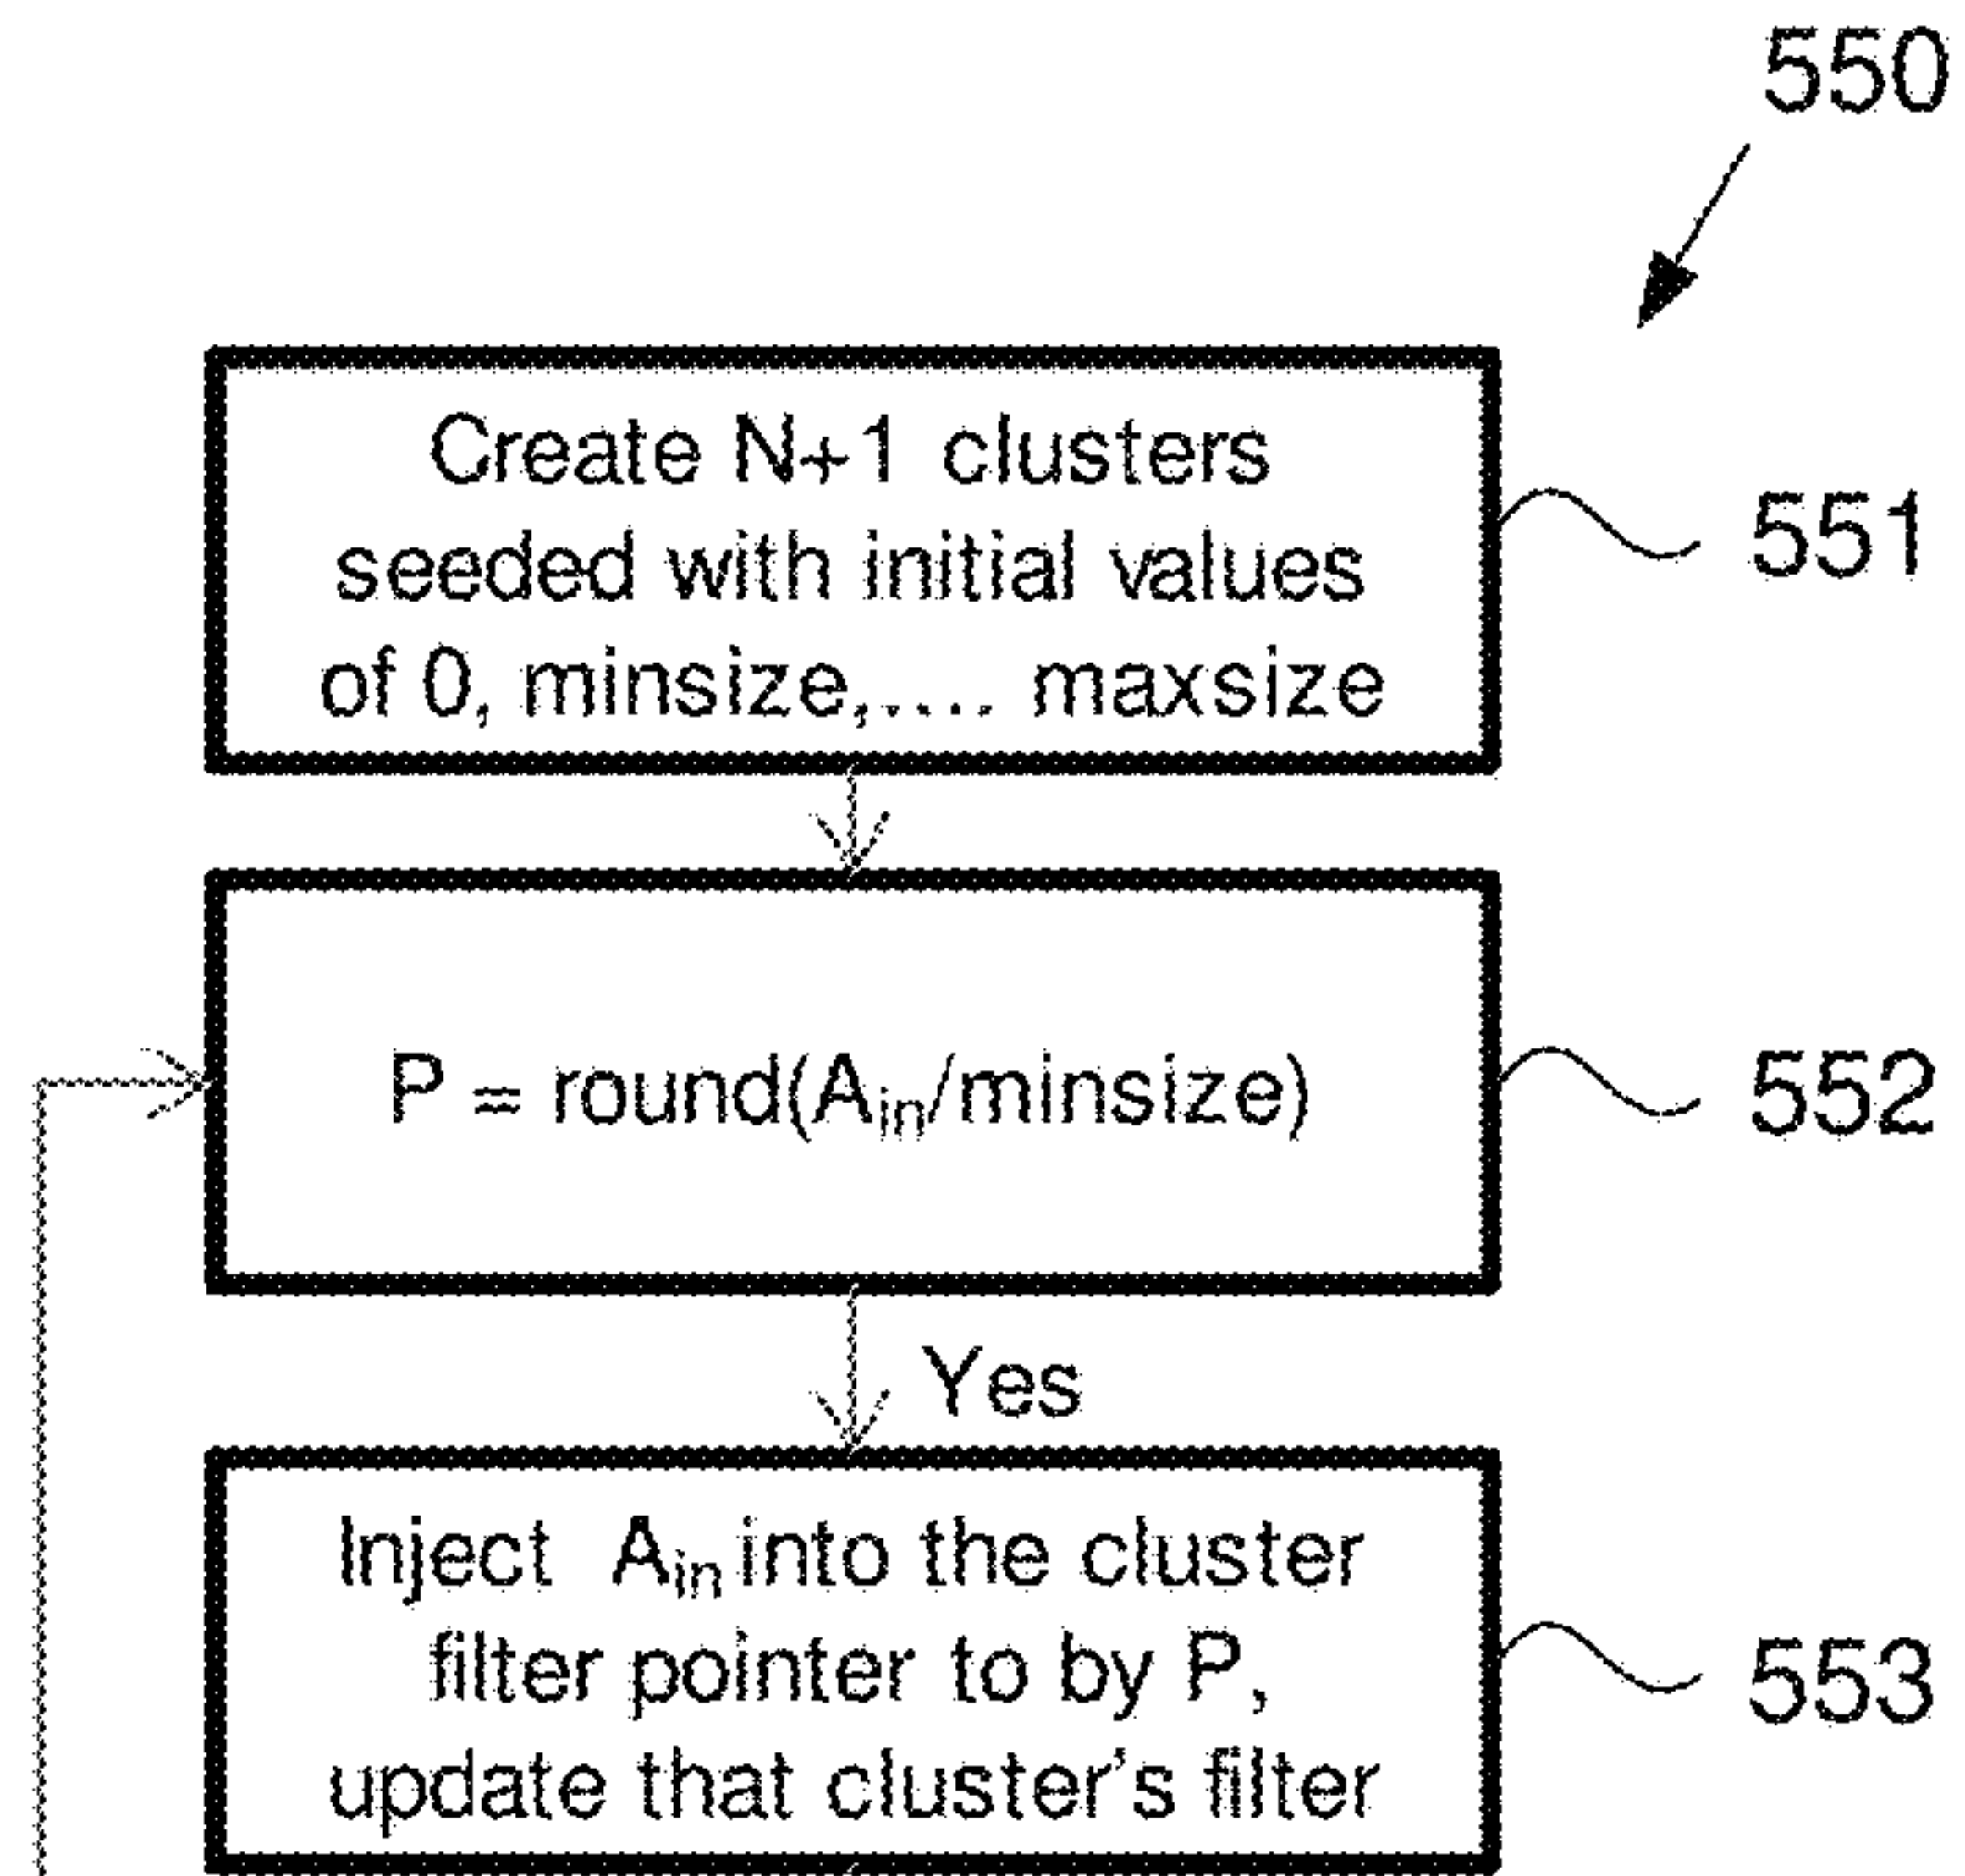 550
Create N+1 clusters
seeded with initial values
of 0, minsize,.... maxsize
551
P = round(Ain/minsize)
552
Yes
Inject Ain into the cluster
filter pointer to by P,
update that cluster's filter
553